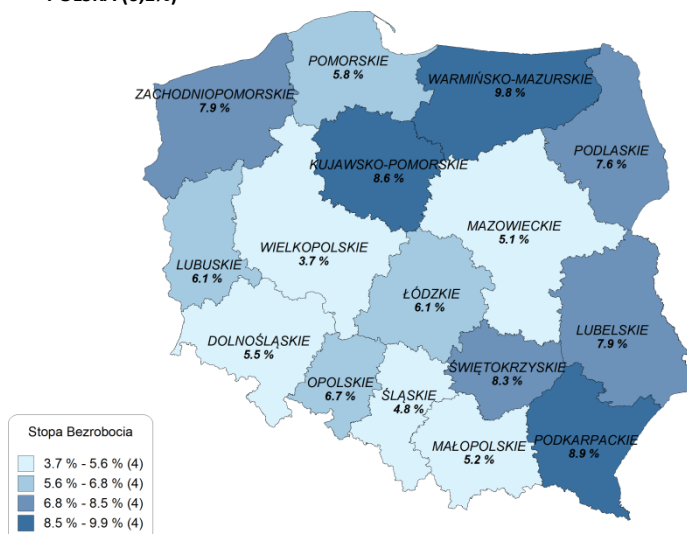 POMORSKIE
5.8 %
WARMIŃSKO-MAZURSKIE
9.8 %
ZACHODNIOPOMORSKIE
7.9 %
PODLASKIE
7.6 %
KUJAWSKO-POMORSKIE
8.6 %
MAZOWIECKIE
5.1 %
WIELKOPOLSKIE
3.7 %
LUBUSKIE
6.1 %
ŁÓDZKIE
6.1 %
LUBELSKIE
7.9 %
DOLNOŚLĄSKIE
5.5 %
ŚWIĘTOKRZYSKIE
8.3 %
OPOLSKIE
6.7 %
ŚLĄSKIE
4.8 %
MAŁOPOLSKIE
5.2 %
PODKARPACKIE
8.9 %
Stopa Bezrobocia
3.7 % - 5.6 % (4)
5.6 % - 6.8 % (4)
6.8 % - 8.5 % (4)
8.5 % - 9.9 % (4)